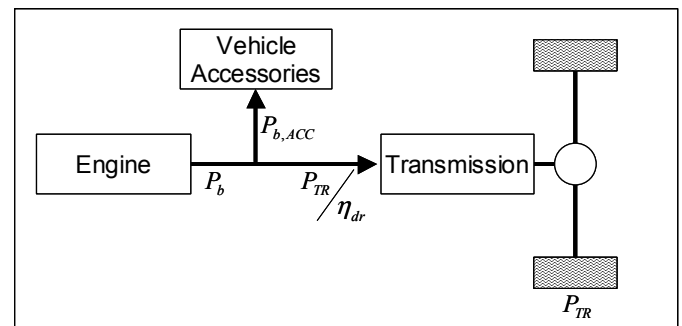 Vehicle
Accessories
P_{b,ACC}
Engine
Transmission
P_b
P_{TR}/η_{dr}
P_{TR}